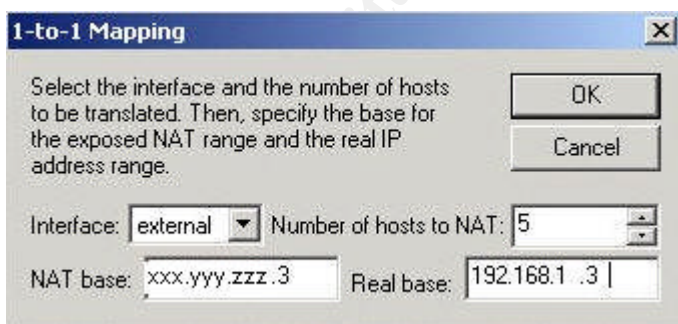 1-to-1 Mapping
Select the interface and the number of hosts
to be translated. Then, specify the base for
the exposed NAT range and the real IP
address range.
OK
Cancel
Interface: external Number of hosts to NAT: 5
NAT base: xxx.yyy.zzz.3 Real base: 192.168.1 .3